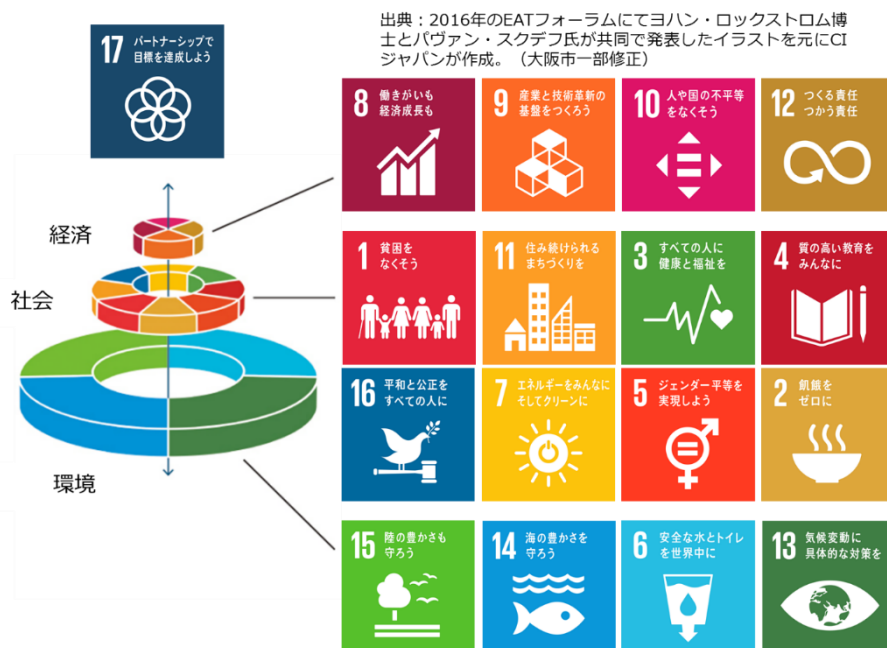 出典：2016年のEATフォーラムにてヨハン・ロックストロム博
士とパヴァン・スクデフ氏が共同で発表したイラストを元にCI
ジャパンが作成。（大阪市一部修正）
17 パートナーシップで
目標を達成しよう
8 働きがいも
経済成長も
9 産業と技術革新の
基盤をつくろう
10 人や国の不平等
をなくそう
12 つくる責任
つかう責任
経済
社会
環境
1 貧困を
なくそう
11 住み続けられる
まちづくりを
3 すべての人に
健康と福祉を
4 質の高い教育を
みんなに
16 平和と公正を
すべての人に
7 エネルギーをみんなに
そしてクリーンに
5 ジェンダー平等を
実現しよう
2 飢餓を
ゼロに
15 陸の豊かさも
守ろう
14 海の豊かさを
守ろう
6 安全な水とトイレ
を世界中に
13 気候変動に
具体的な対策を